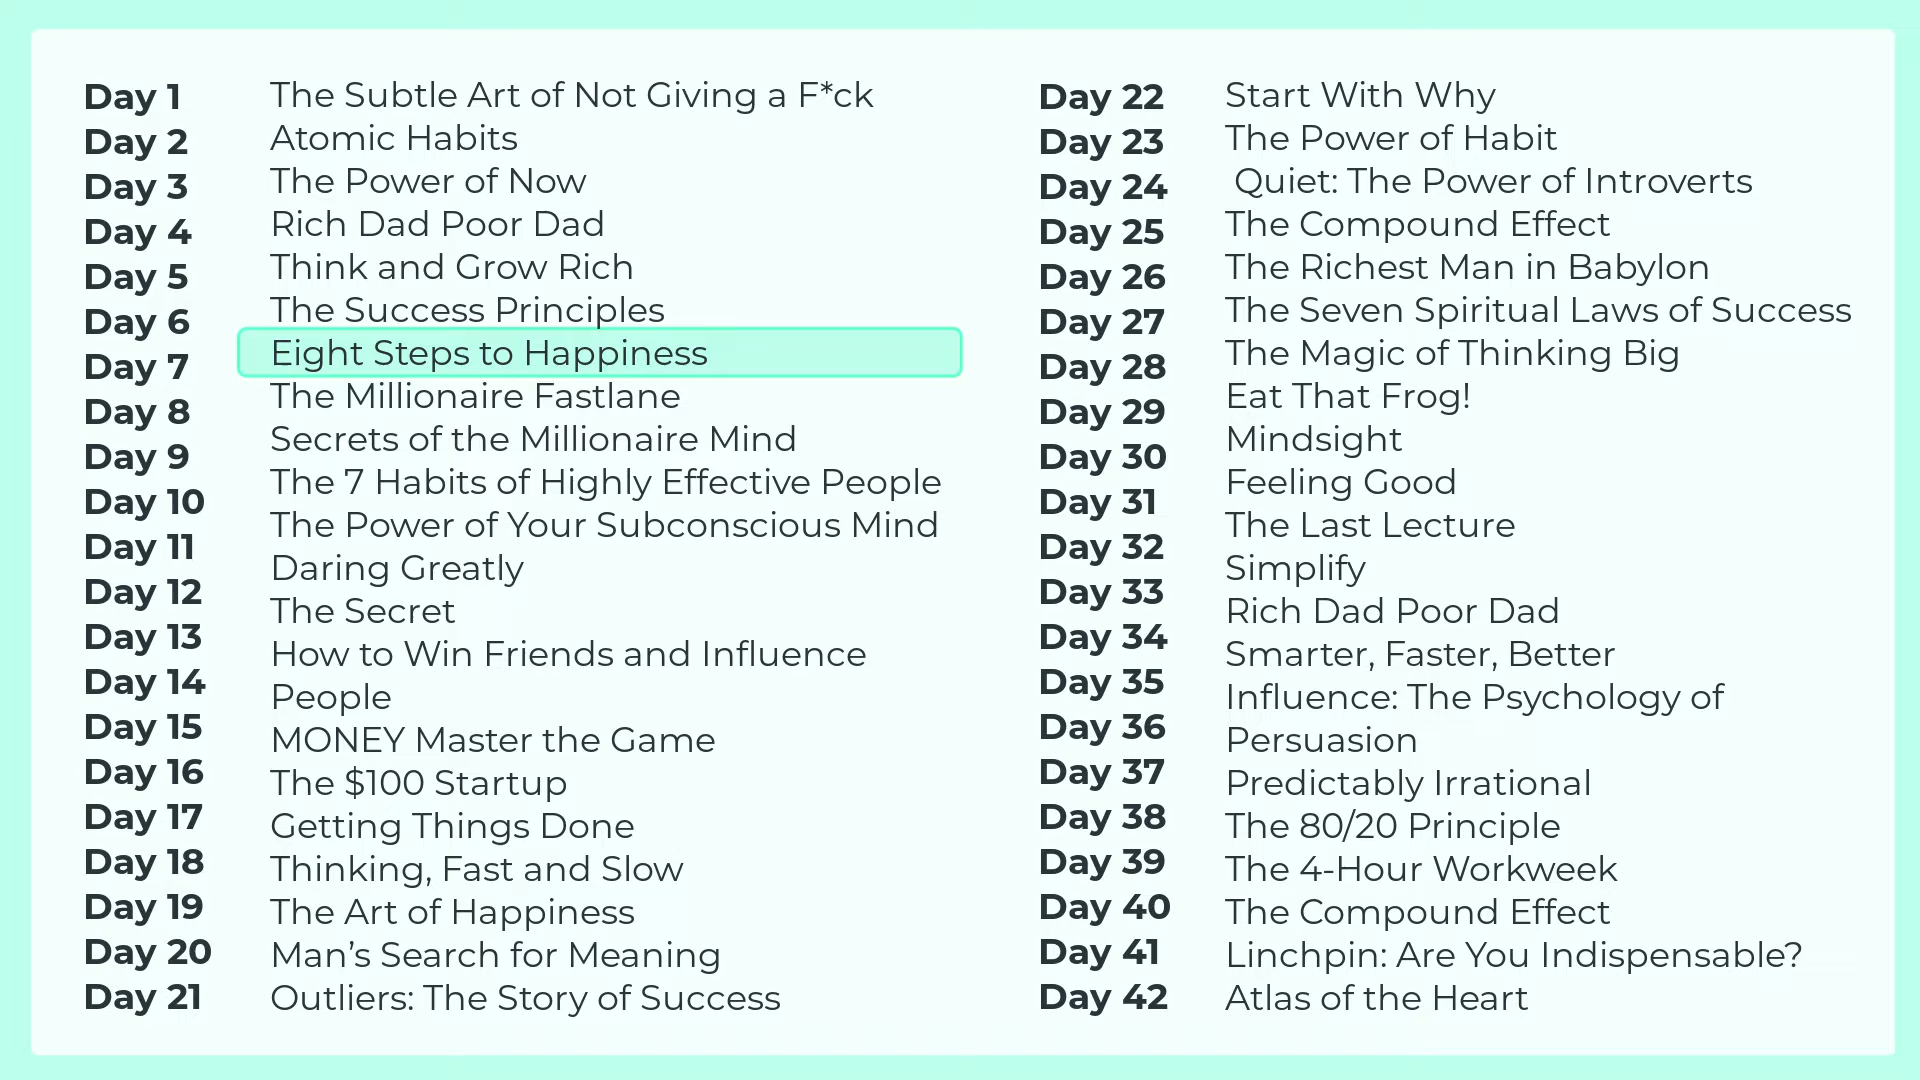 Day 1 The Subtle Art of Not Giving a F*ck
Day 2 Atomic Habits
Day 3 The Power of Now
Day 4 Rich Dad Poor Dad
Day 5 Think and Grow Rich
Day 6 The Success Principles
Day 7 Eight Steps to Happiness
Day 8 The Millionaire Fastlane
Day 9 Secrets of the Millionaire Mind
Day 10 The 7 Habits of Highly Effective People
Day 11 The Power of Your Subconscious Mind
Day 12 Daring Greatly
Day 13 The Secret
Day 14 How to Win Friends and Influence
People
Day 15 MONEY Master the Game
Day 16 The $100 Startup
Day 17 Getting Things Done
Day 18 Thinking, Fast and Slow
Day 19 The Art of Happiness
Day 20 Man’s Search for Meaning
Day 21 Outliers: The Story of Success
Day 22 Start With Why
Day 23 The Power of Habit
Day 24 Quiet: The Power of Introverts
Day 25 The Compound Effect
Day 26 The Richest Man in Babylon
Day 27 The Seven Spiritual Laws of Success
Day 28 The Magic of Thinking Big
Day 29 Eat That Frog!
Day 30 Mindsight
Day 31 Feeling Good
Day 32 The Last Lecture
Day 33 Simplify
Day 34 Rich Dad Poor Dad
Day 35 Smarter, Faster, Better
Day 36 Influence: The Psychology of
Persuasion
Day 37 Predictably Irrational
Day 38 The 80/20 Principle
Day 39 The 4-Hour Workweek
Day 40 The Compound Effect
Day 41 Linchpin: Are You Indispensable?
Day 42 Atlas of the Heart